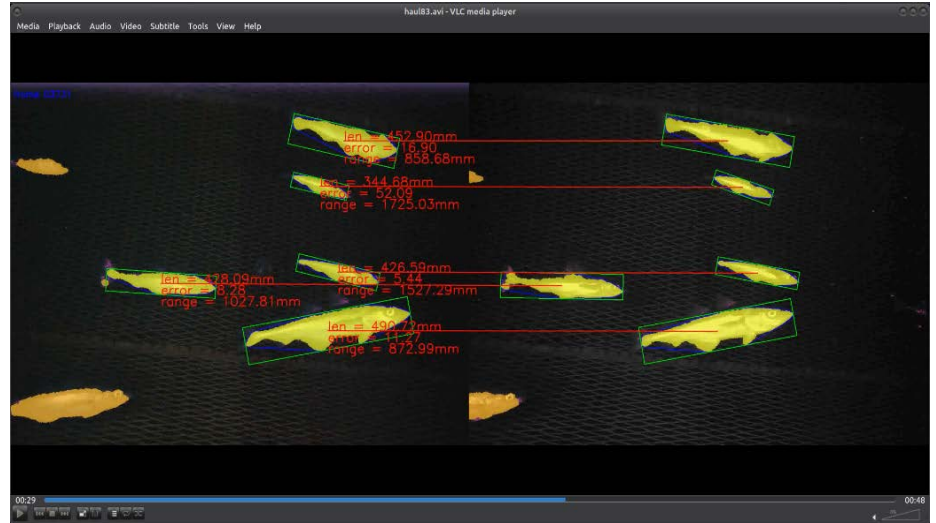 haul83.avi - VLC media player
Media Playback Audio Video Subtitle Tools View Help
len = 452.90mm
error = 16.90
range = 858.68mm
len = 344.68mm
error = 52.09
range = 1725.03mm
len = 426.59mm
error = 5.44
range = 1527.29mm
len = 428.09mm
error = 8.28
range = 1027.81mm
len = 490.72mm
error = 11.27
range = 872.99mm
00:29
00:48